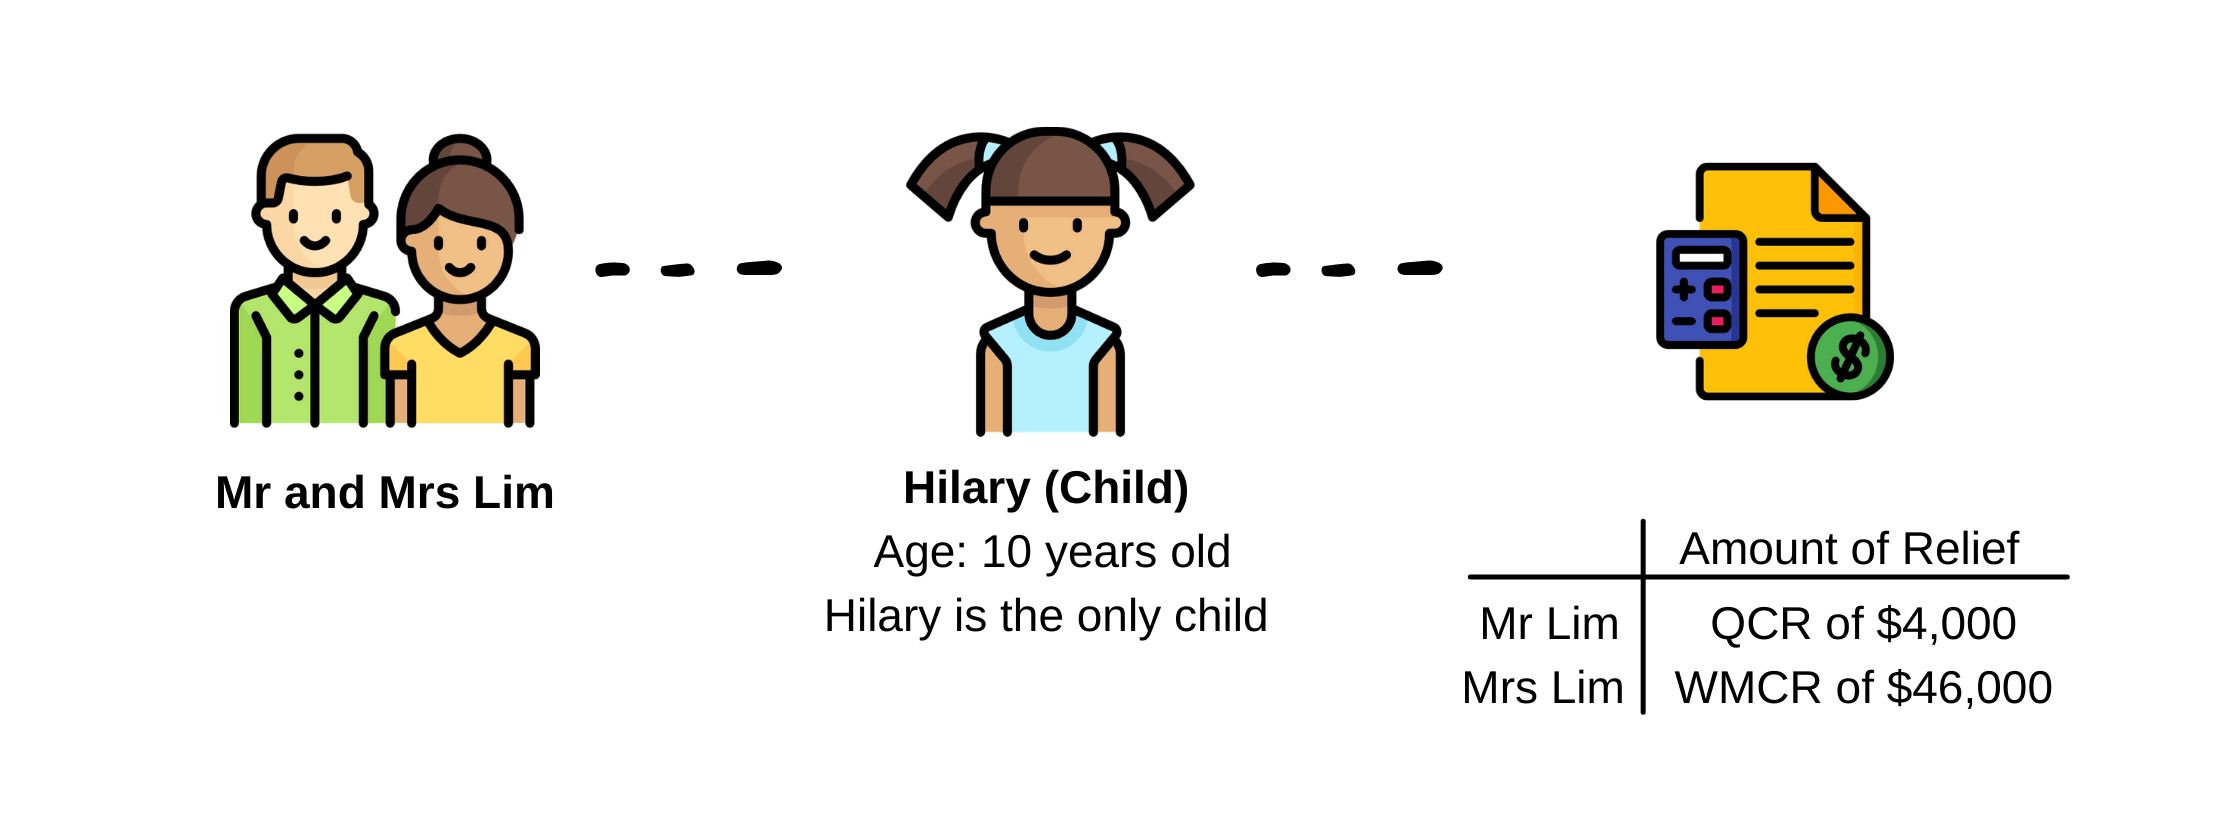 Mr and Mrs Lim
Hilary (Child)
Age: 10 years old
Hilary is the only child
Amount of Relief
Mr Lim QCR of $4,000
Mrs Lim WMCR of $46,000